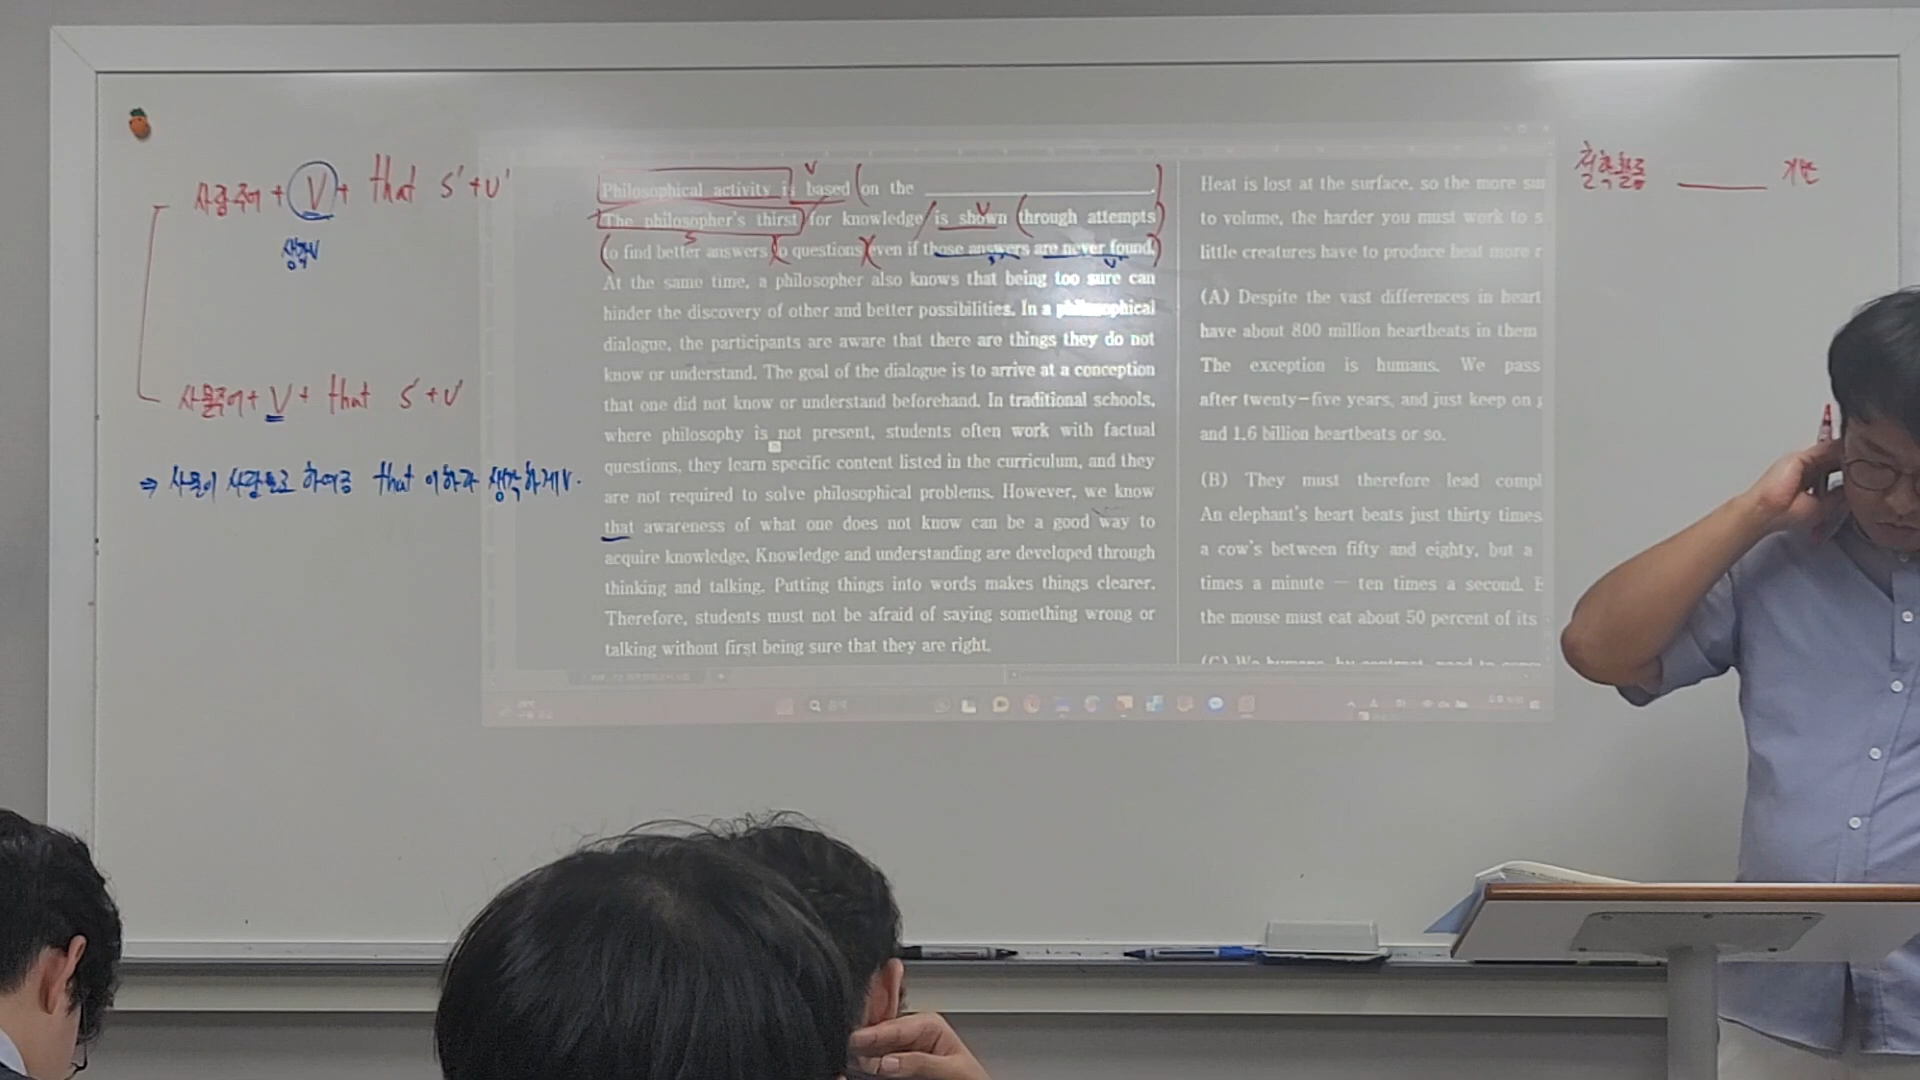 사람주어 + V + that s' + v'
생각V
사물주어 + V + that s' + v'
⇒ 사물이 사람으로 하여금 that 이하라 생각하게 V.
Philosophical activity is based on the ____________.
The philosopher's thirst for knowledge is shown through attempts
to find better answers to questions even if those answers are never found.
At the same time, a philosopher also knows that being too sure can
hinder the discovery of other and better possibilities. In a philosophical
dialogue, the participants are aware that there are things they do not
know or understand. The goal of the dialogue is to arrive at a conception
that one did not know or understand beforehand. In traditional schools,
where philosophy is not present, students often work with factual
questions, they learn specific content listed in the curriculum, and they
are not required to solve philosophical problems. However, we know
that awareness of what one does not know can be a good way to
acquire knowledge. Knowledge and understanding are developed through
thinking and talking. Putting things into words makes things clearer.
Therefore, students must not be afraid of saying something wrong or
talking without first being sure that they are right.
V
V
S
s'
v'
Heat is lost at the surface, so the more
to volume, the harder you must work to s
little creatures have to produce heat more r
(A) Despite the vast differences in heart
have about 800 million heartbeats in them
The exception is humans. We pass
after twenty-five years, and just keep on
and 1.6 billion heartbeats or so.
(B) They must therefore lead compl
An elephant's heart beats just thirty times
a cow's between fifty and eighty, but a
times a minute — ten times a second. E
the mouse must eat about 50 percent of its
(C) We humans, by contrast,
검색
철학활동 ____ 기반